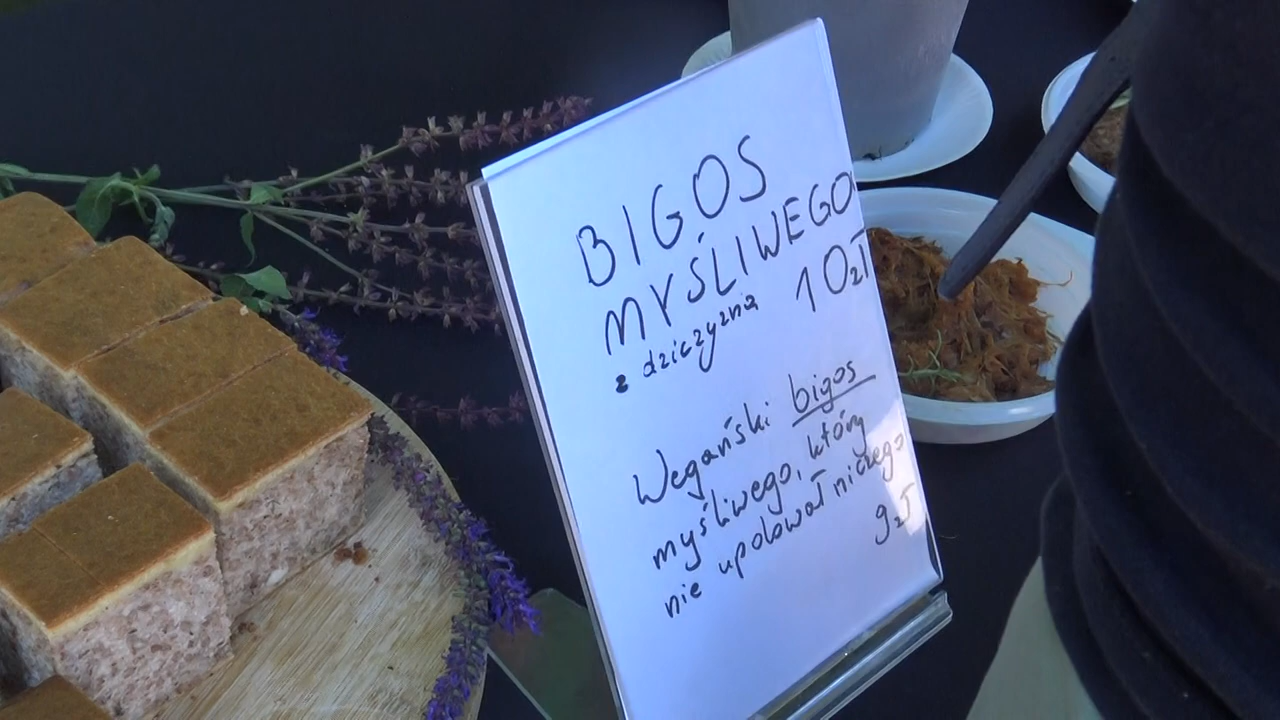 BIGOS
MYŚLIWEGO
z dziczyzną 10zł
Wegański bigos
myśliwego, który
nie upolował niczego
9zł